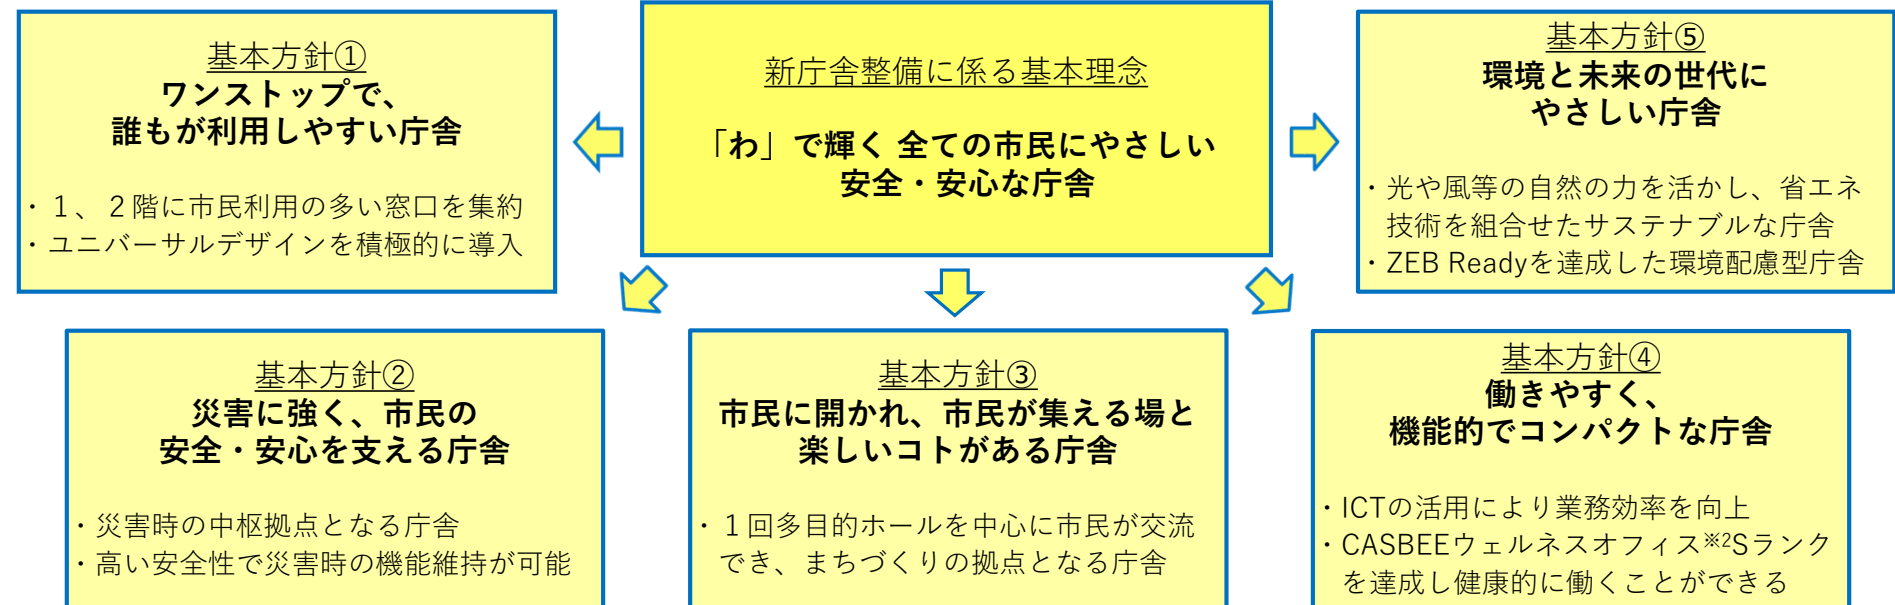 新庁舎整備に係る基本理念
「わ」で輝く 全ての市民にやさしい
安全・安心な庁舎
基本方針①
ワンストップで、
誰もが利用しやすい庁舎
・１、２階に市民利用の多い窓口を集約
・ユニバーサルデザインを積極的に導入
基本方針②
災害に強く、市民の
安全・安心を支える庁舎
・災害時の中枢拠点となる庁舎
・高い安全性で災害時の機能維持が可能
基本方針③
市民に開かれ、市民が集える場と
楽しいコトがある庁舎
・１回多目的ホールを中心に市民が交流
でき、まちづくりの拠点となる庁舎
基本方針④
働きやすく、
機能的でコンパクトな庁舎
・ICTの活用により業務効率を向上
・CASBEEウェルネスオフィス※2Sランク
を達成し健康的に働くことができる
基本方針⑤
環境と未来の世代に
やさしい庁舎
・光や風等の自然の力を活かし、省エネ
技術を組合せたサステナブルな庁舎
・ZEB Readyを達成した環境配慮型庁舎